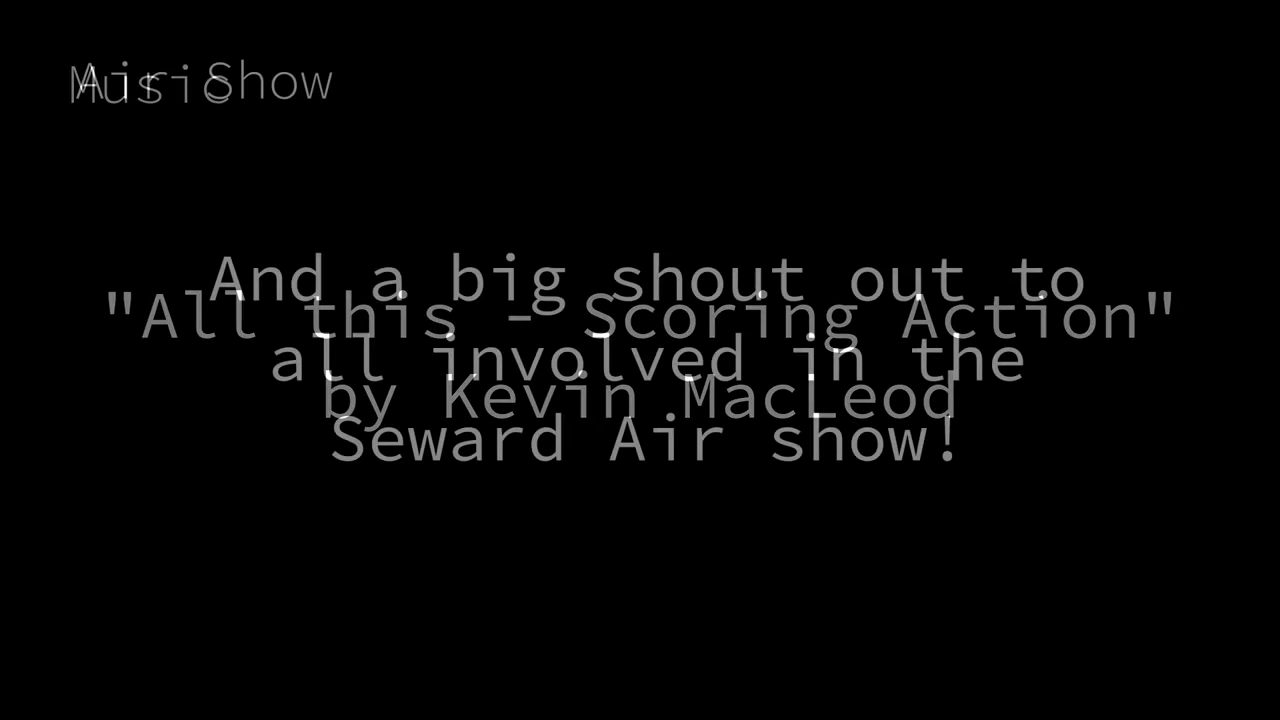 Air Show
Music
And a big shout out to
"All this - Scoring Action"
all involved in the
by Kevin MacLeod
Seward Air show!